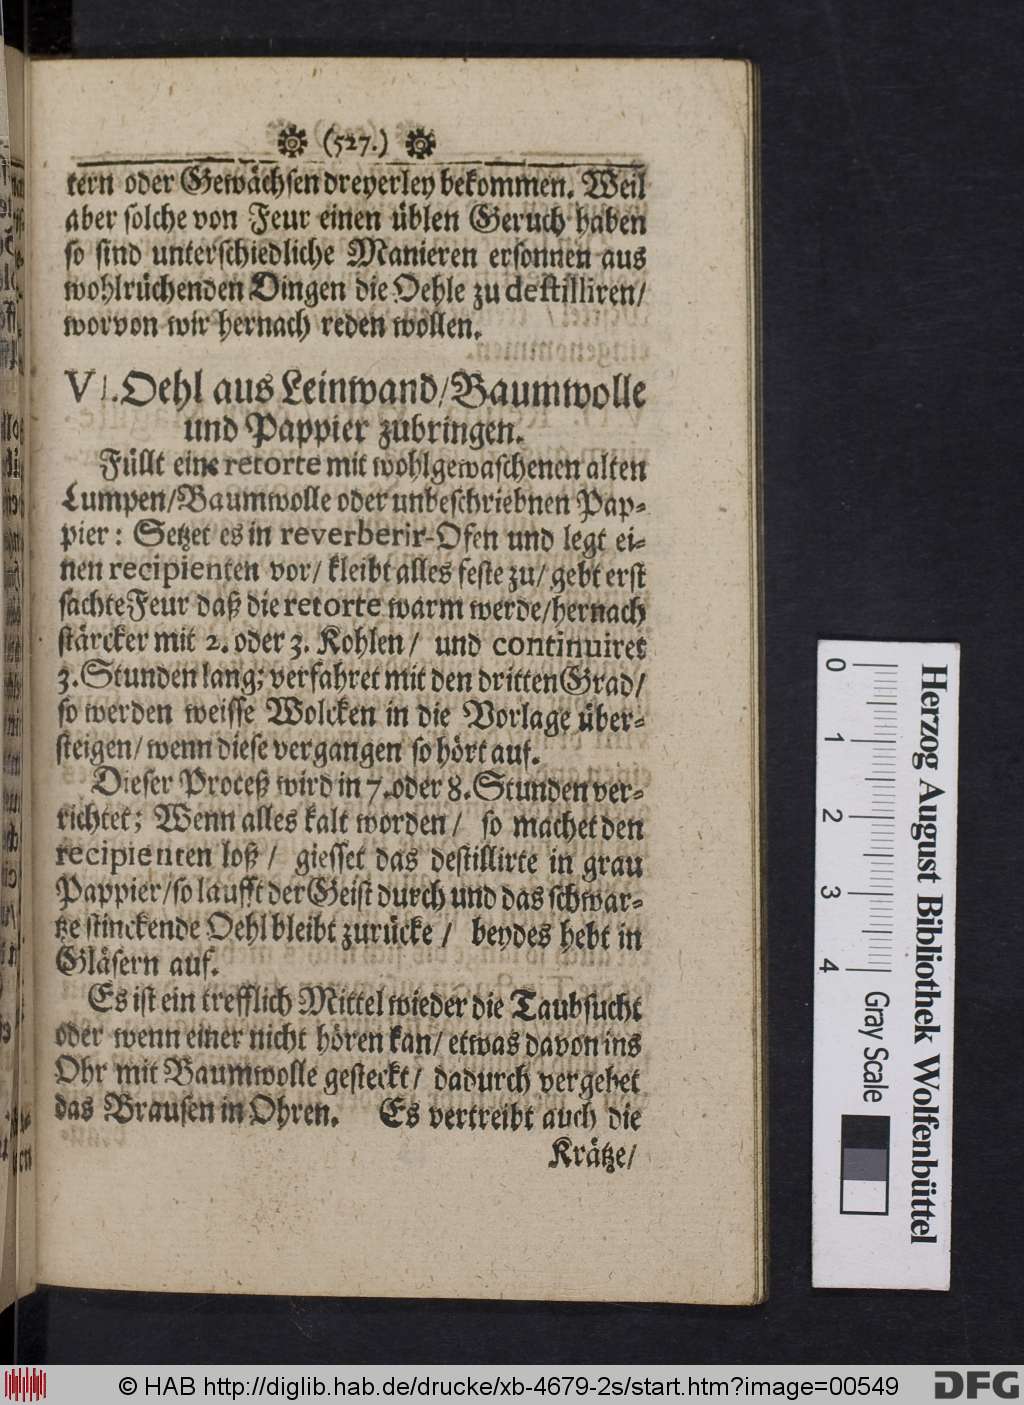 (527.)
tern oder Gewächsen dreyerley bekommen. Weil
aber solche von Feur einen üblen Geruch haben
so sind unterschiedliche Manieren ersonnen aus
wohlrüchenden Dingen die Oehle zu destilliren/
worvon wir hernach reden wollen.
VI. Oehl aus Leinwand/Baumwolle
und Pappier zubringen.
Füllt eine retorte mit wohlgewaschenen alten
Lumpen/Baumwolle oder unbeschriebnen Pap-
pier: Setzet es in reverberir-Ofen und legt ei-
nen recipienten vor/ kleibt alles feste zu/ gebt erst
sachte Feur daß die retorte warm werde/hernach
stärcker mit 2. oder 3. Kohlen/ und continuiret
3. Stunden lang; verfahret mit den dritten Grad/
so werden weisse Wolcken in die Vorlage über-
steigen/wenn diese vergangen so hört auf.
Dieser Proceß wird in 7. oder 8. Stunden ver-
richtet; Wenn alles kalt worden/ so machet den
recipienten loß/ giesset das destillirte in grau
Pappier/so laufft der Geist durch und das schwar-
tze stinckende Oehl bleibt zurücke/ beydes hebt in
Gläsern auf.
Es ist ein trefflich Mittel wieder die Taubsucht
oder wenn einer nicht hören kan/ etwas davon ins
Ohr mit Baumwolle gesteckt/ dadurch vergehet
das Brausen in Ohren. Es vertreibt auch die
Krätze/
0 1 2 3 4
Gray Scale
Herzog August Bibliothek Wolfenbüttel
© HAB http://diglib.hab.de/drucke/xb-4679-2s/start.htm?image=00549
DFG